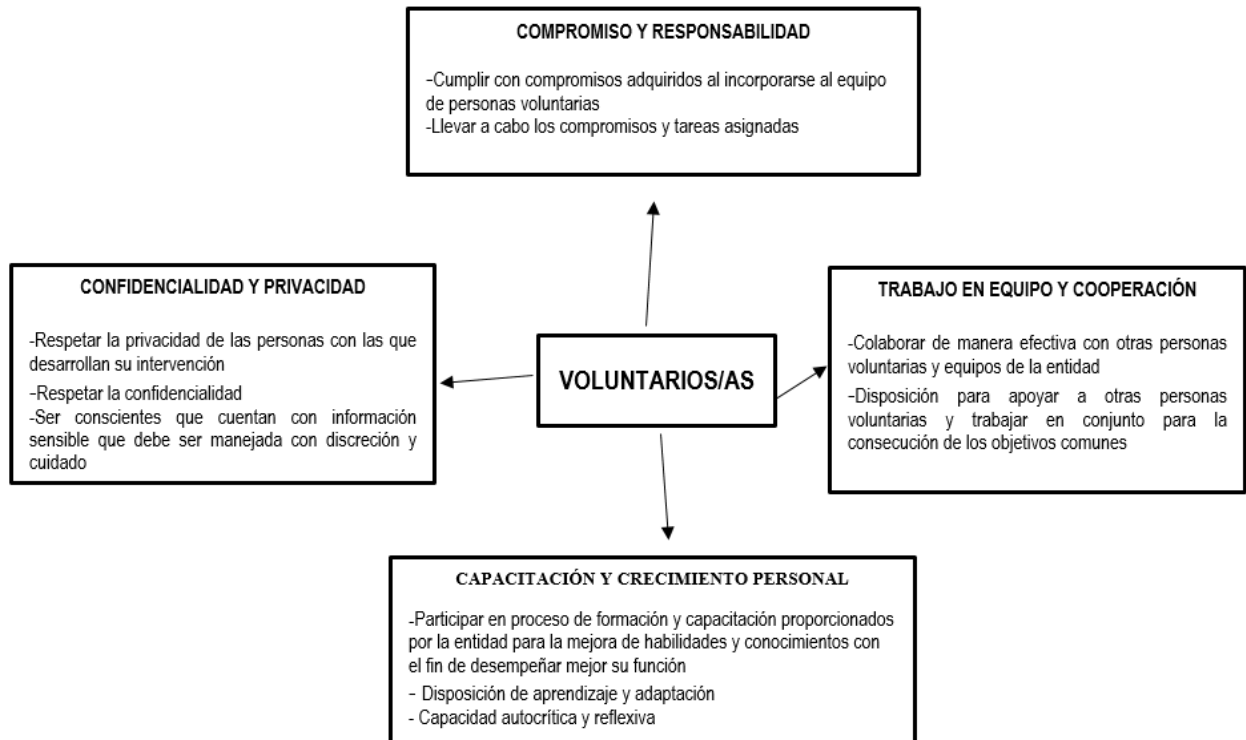 COMPROMISO Y RESPONSABILIDAD
-Cumplir con compromisos adquiridos al incorporarse al equipo
de personas voluntarias
-Llevar a cabo los compromisos y tareas asignadas
CONFIDENCIALIDAD Y PRIVACIDAD
-Respetar la privacidad de las personas con las que
desarrollan su intervención
-Respetar la confidencialidad
-Ser conscientes que cuentan con información
sensible que debe ser manejada con discreción y
cuidado
VOLUNTARIOS/AS
TRABAJO EN EQUIPO Y COOPERACIÓN
-Colaborar de manera efectiva con otras personas
voluntarias y equipos de la entidad
-Disposición para apoyar a otras personas
voluntarias y trabajar en conjunto para la
consecución de los objetivos comunes
CAPACITACIÓN Y CRECIMIENTO PERSONAL
-Participar en proceso de formación y capacitación proporcionados
por la entidad para la mejora de habilidades y conocimientos con
el fin de desempeñar mejor su función
- Disposición de aprendizaje y adaptación
- Capacidad autocrítica y reflexiva